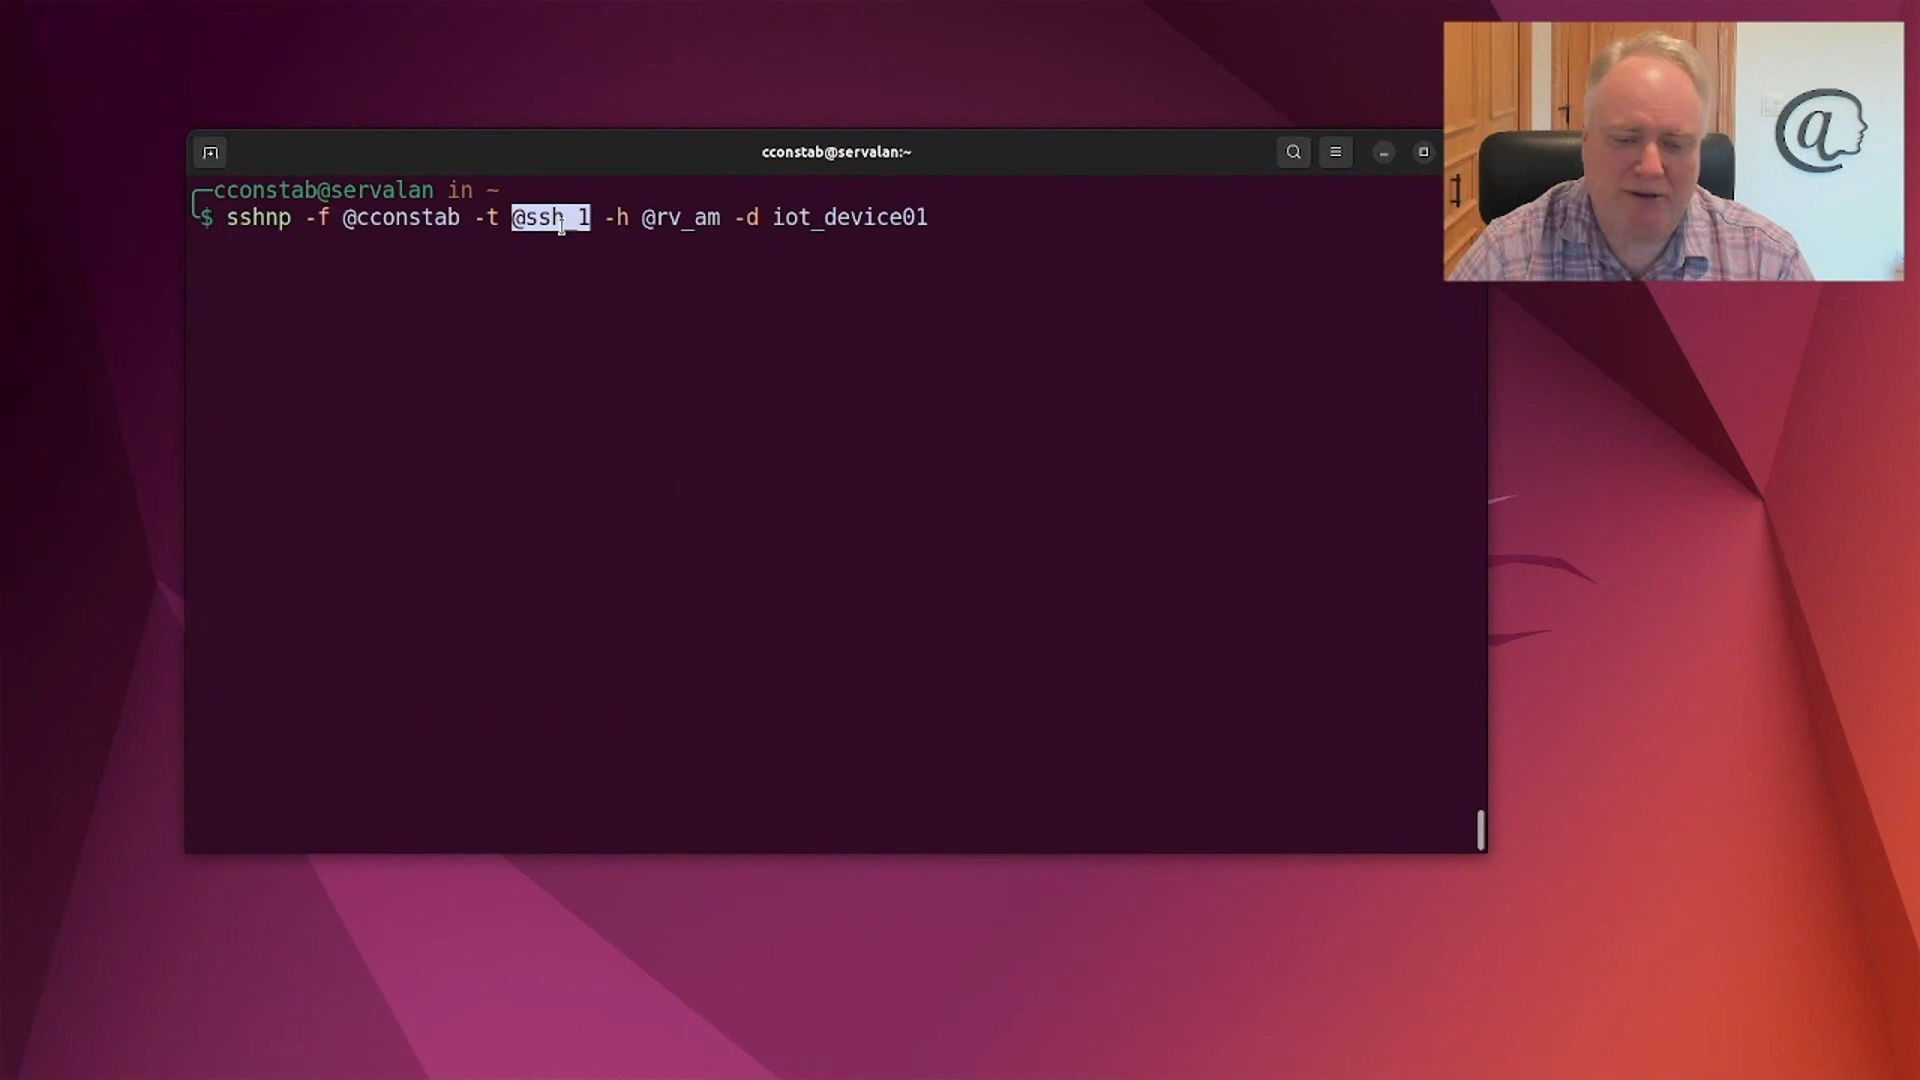 cconstab@servalan:~
cconstab@servalan in ~
$ sshnp -f @cconstab -t @ssh_1 -h @rv_am -d iot_device01